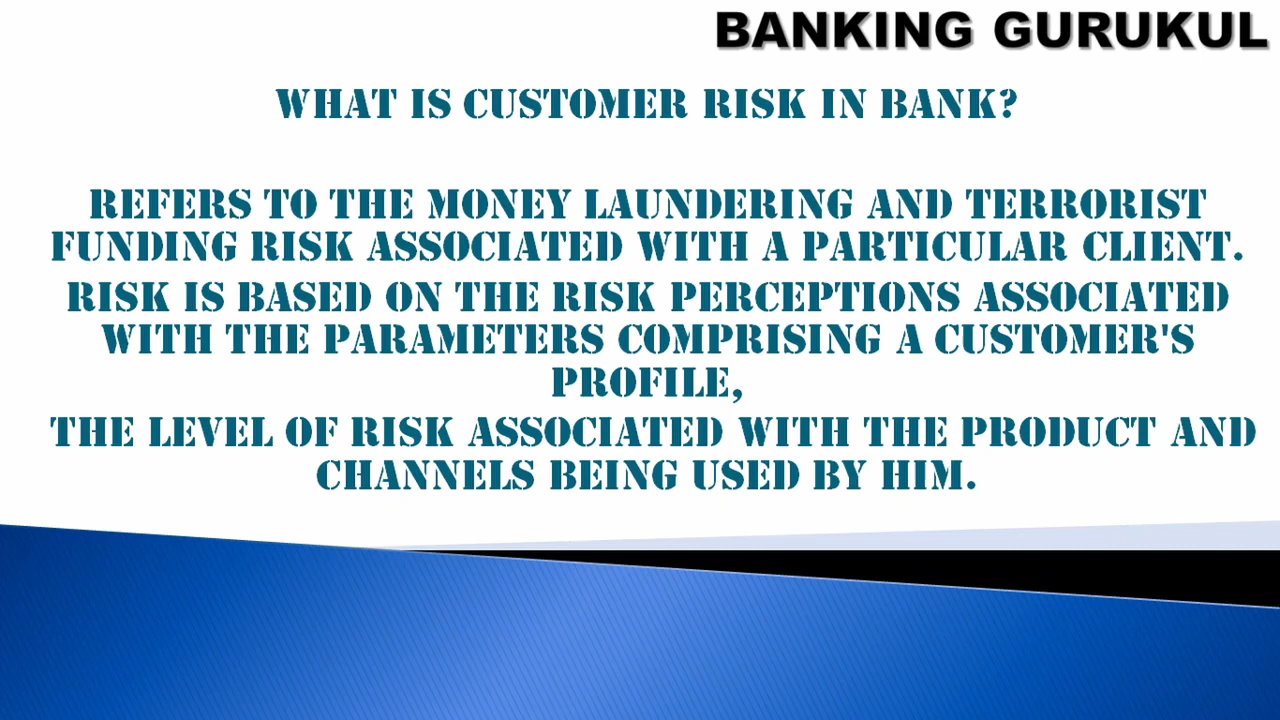 BANKING GURUKUL
WHAT IS CUSTOMER RISK IN BANK?
REFERS TO THE MONEY LAUNDERING AND TERRORIST
FUNDING RISK ASSOCIATED WITH A PARTICULAR CLIENT.
RISK IS BASED ON THE RISK PERCEPTIONS ASSOCIATED
WITH THE PARAMETERS COMPRISING A CUSTOMER'S
PROFILE,
THE LEVEL OF RISK ASSOCIATED WITH THE PRODUCT AND
CHANNELS BEING USED BY HIM.